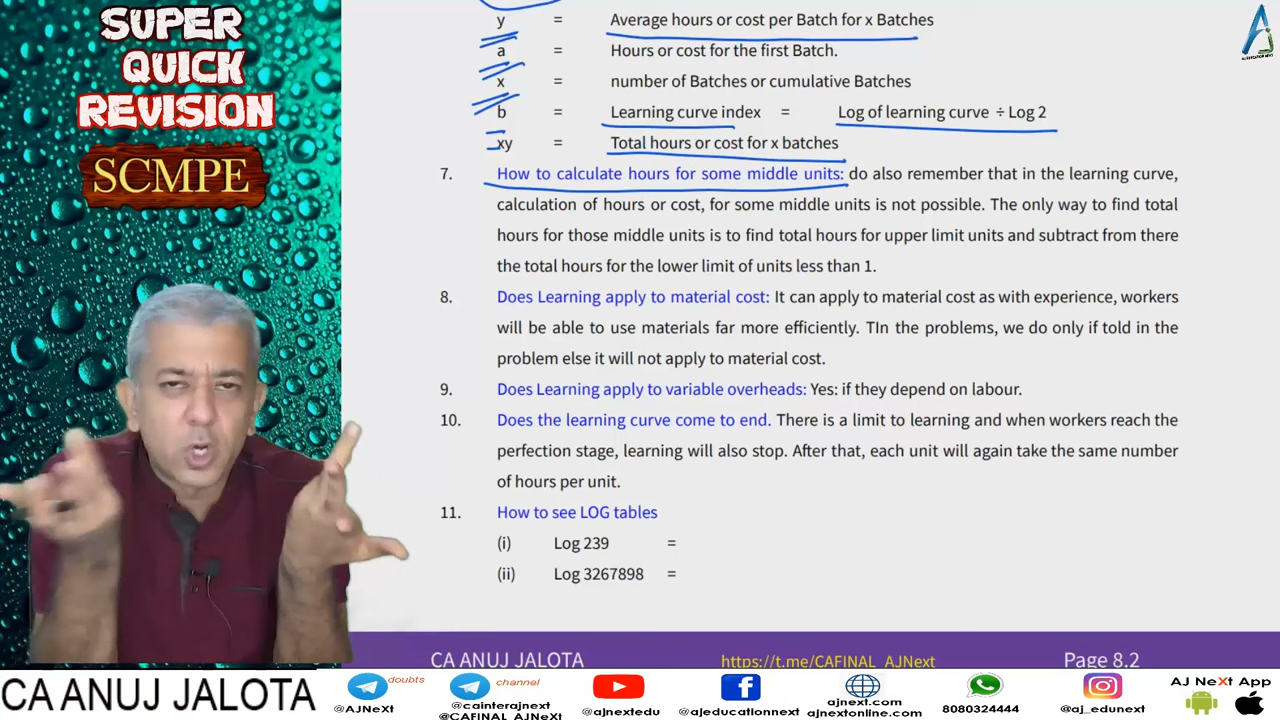 SUPER
QUICK
REVISION
SCMPE
y = Average hours or cost per Batch for x Batches
a = Hours or cost for the first Batch.
x = number of Batches or cumulative Batches
b = Learning curve index = Log of learning curve ÷ Log 2
xy = Total hours or cost for x batches
7. How to calculate hours for some middle units: do also remember that in the learning curve,
calculation of hours or cost, for some middle units is not possible. The only way to find total
hours for those middle units is to find total hours for upper limit units and subtract from there
the total hours for the lower limit of units less than 1.
8. Does Learning apply to material cost: It can apply to material cost as with experience, workers
will be able to use materials far more efficiently. TIn the problems, we do only if told in the
problem else it will not apply to material cost.
9. Does Learning apply to variable overheads: Yes: if they depend on labour.
10. Does the learning curve come to end. There is a limit to learning and when workers reach the
perfection stage, learning will also stop. After that, each unit will again take the same number
of hours per unit.
11. How to see LOG tables
(i) Log 239 =
(ii) Log 3267898 =
CA ANUJ JALOTA https://t.me/CAFINAL_AJNext Page 8.2
CA ANUJ JALOTA
doubts
@AJNeXt
channel
@cainterajnext
@CAFINAL_AJNeXt
@ajnextedu
@ajeducationnext
ajnext.com
ajnextonline.com
8080324444
@aj_edunext
AJ NeXt App